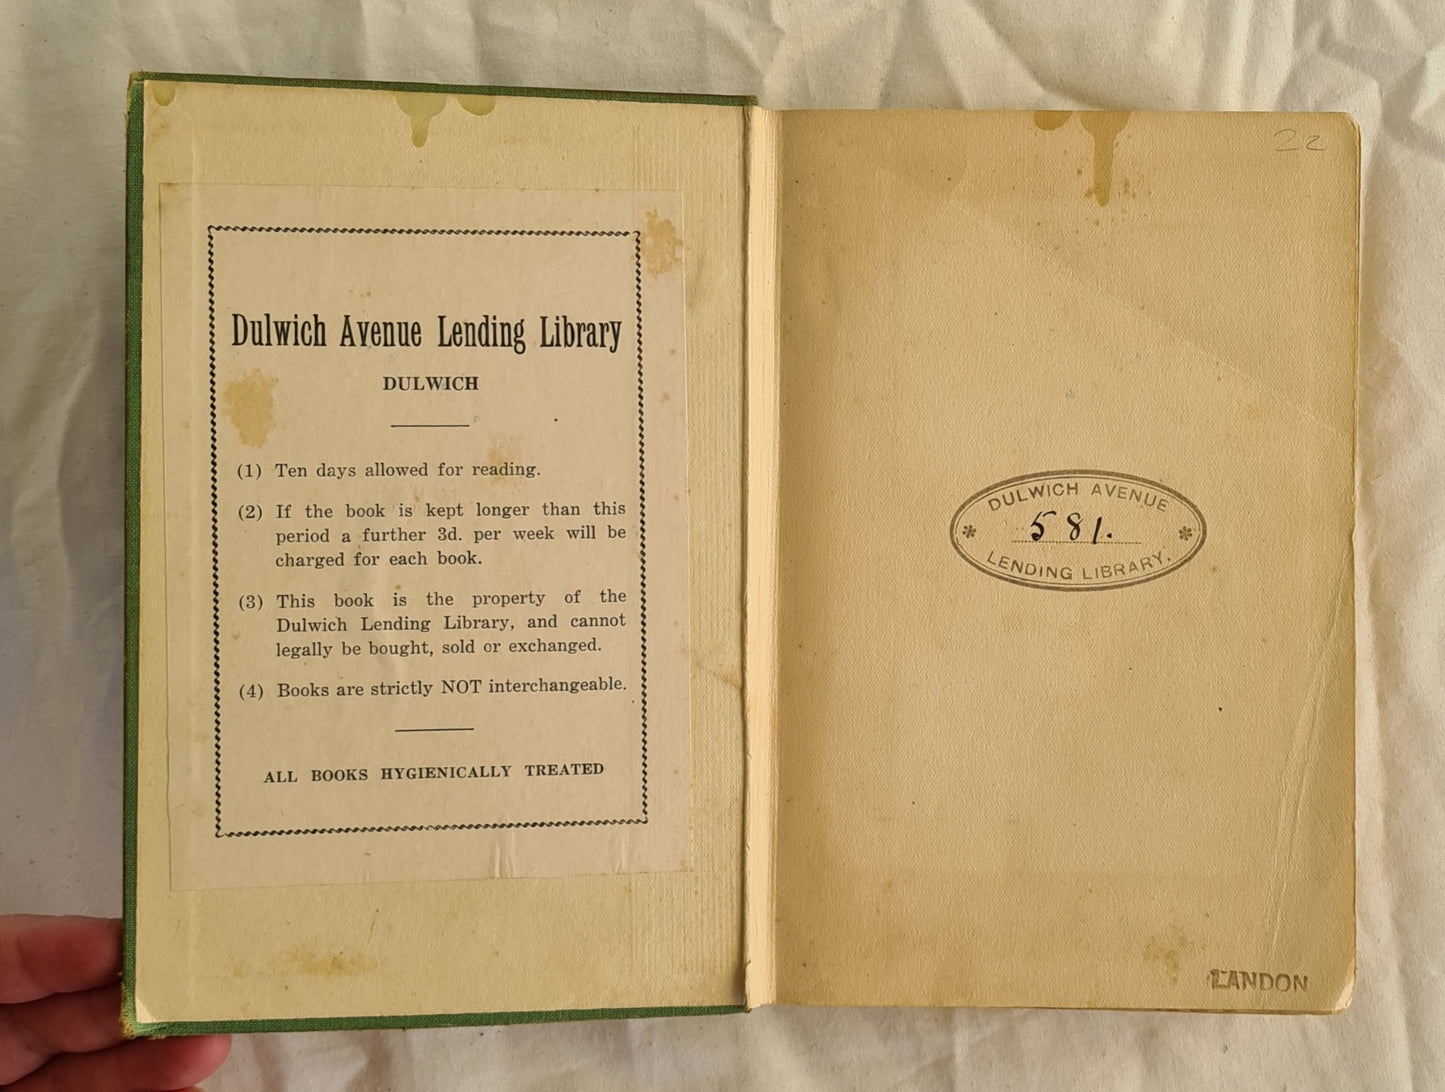 Dulwich Avenue Lending Library
DULWICH
(1) Ten days allowed for reading.
(2) If the book is kept longer than this
period a further 3d. per week will be
charged for each book.
(3) This book is the property of the
Dulwich Lending Library, and cannot
legally be bought, sold or exchanged.
(4) Books are strictly NOT interchangeable.
ALL BOOKS HYGIENICALLY TREATED
22
DULWICH AVENUE
581.
LENDING LIBRARY.
LANDON